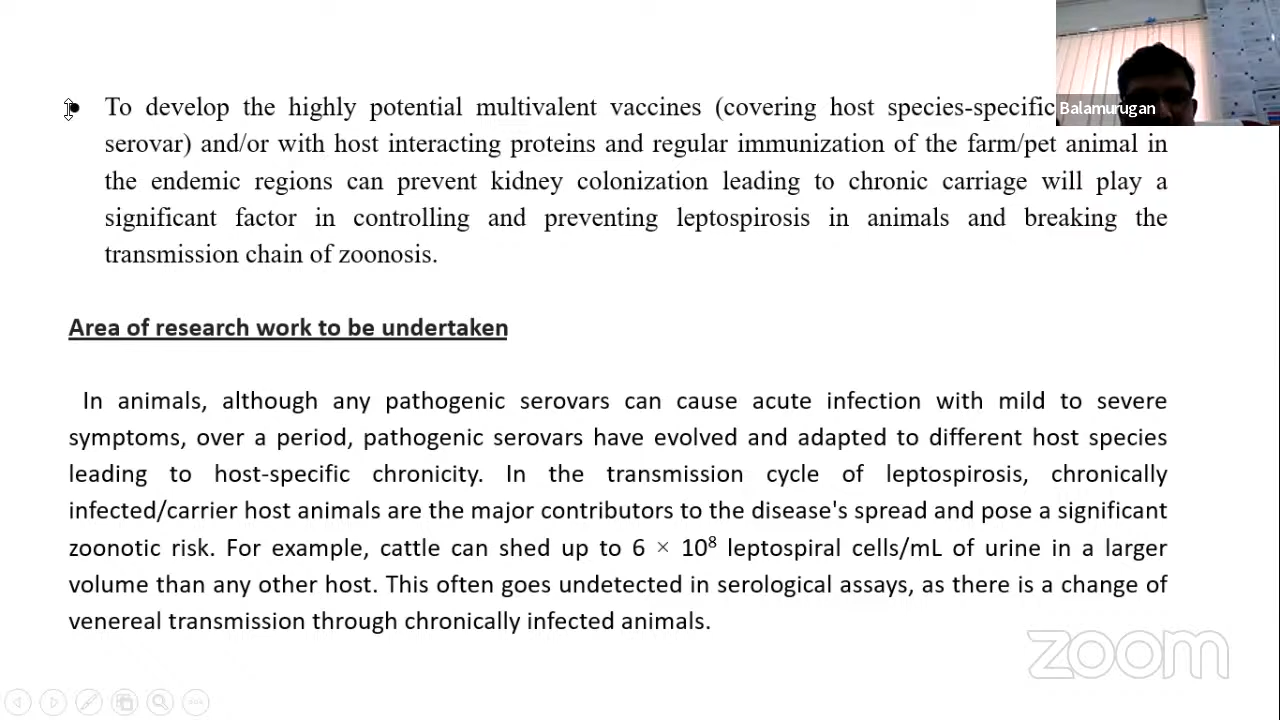 • To develop the highly potential multivalent vaccines (covering host species-specific
serovar) and/or with host interacting proteins and regular immunization of the farm/pet animal in
the endemic regions can prevent kidney colonization leading to chronic carriage will play a
significant factor in controlling and preventing leptospirosis in animals and breaking the
transmission chain of zoonosis.
Balamurugan
Area of research work to be undertaken
In animals, although any pathogenic serovars can cause acute infection with mild to severe
symptoms, over a period, pathogenic serovars have evolved and adapted to different host species
leading to host-specific chronicity. In the transmission cycle of leptospirosis, chronically
infected/carrier host animals are the major contributors to the disease's spread and pose a significant
zoonotic risk. For example, cattle can shed up to 6 × 10⁸ leptospiral cells/mL of urine in a larger
volume than any other host. This often goes undetected in serological assays, as there is a change of
venereal transmission through chronically infected animals.
zoom